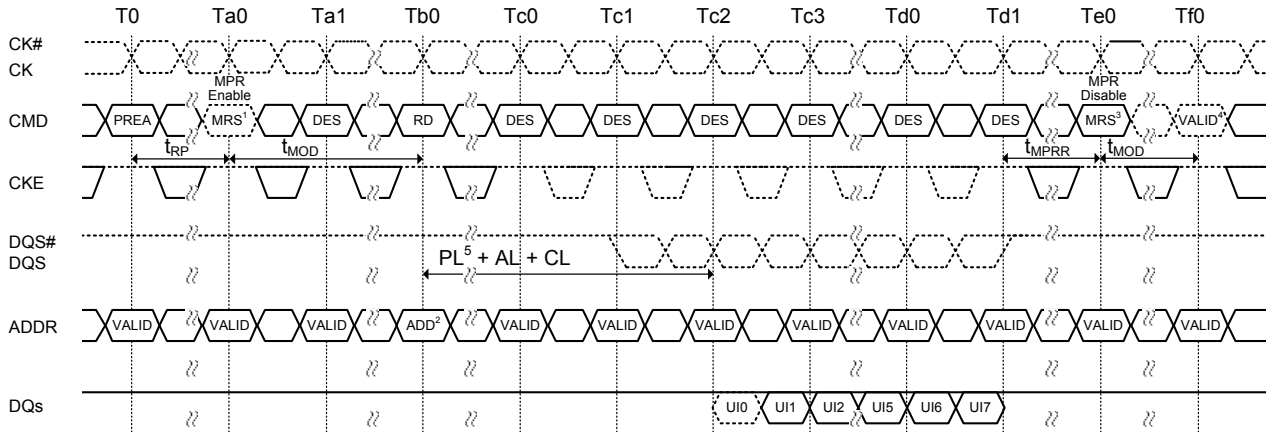 T0 Ta0 Ta1 Tb0 Tc0 Tc1 Tc2 Tc3 Td0 Td1 Te0 Tf0
CK#
CK
MPR Enable
MPR Disable
CMD PREA MRS¹ DES RD DES DES DES DES DES DES MRS³ VALID⁴
tRP tMOD tMPRR tMOD
CKE
DQS#
DQS
PL⁵ + AL + CL
ADDR VALID VALID VALID ADD² VALID VALID VALID VALID VALID VALID VALID VALID
DQs UI0 UI1 UI2 UI5 UI6 UI7